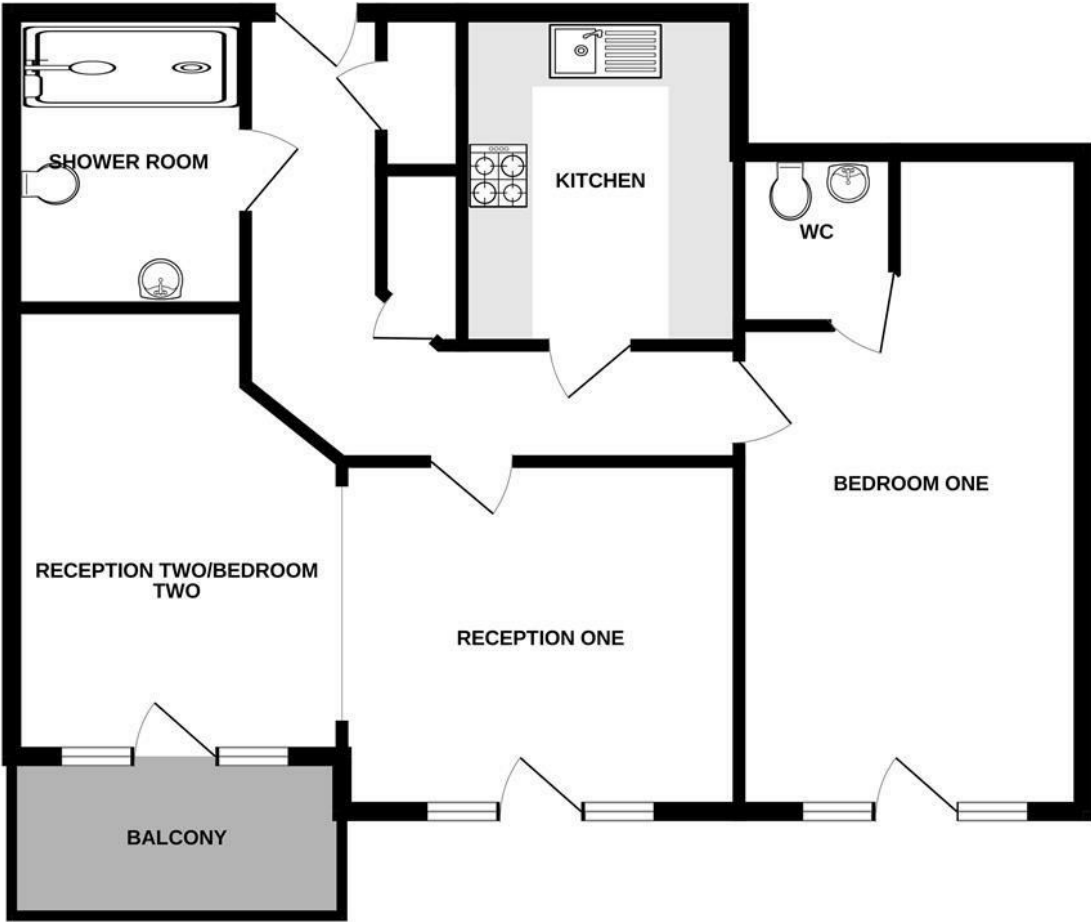 SHOWER ROOM
KITCHEN
WC
BEDROOM ONE
RECEPTION TWO/BEDROOM
TWO
RECEPTION ONE
BALCONY